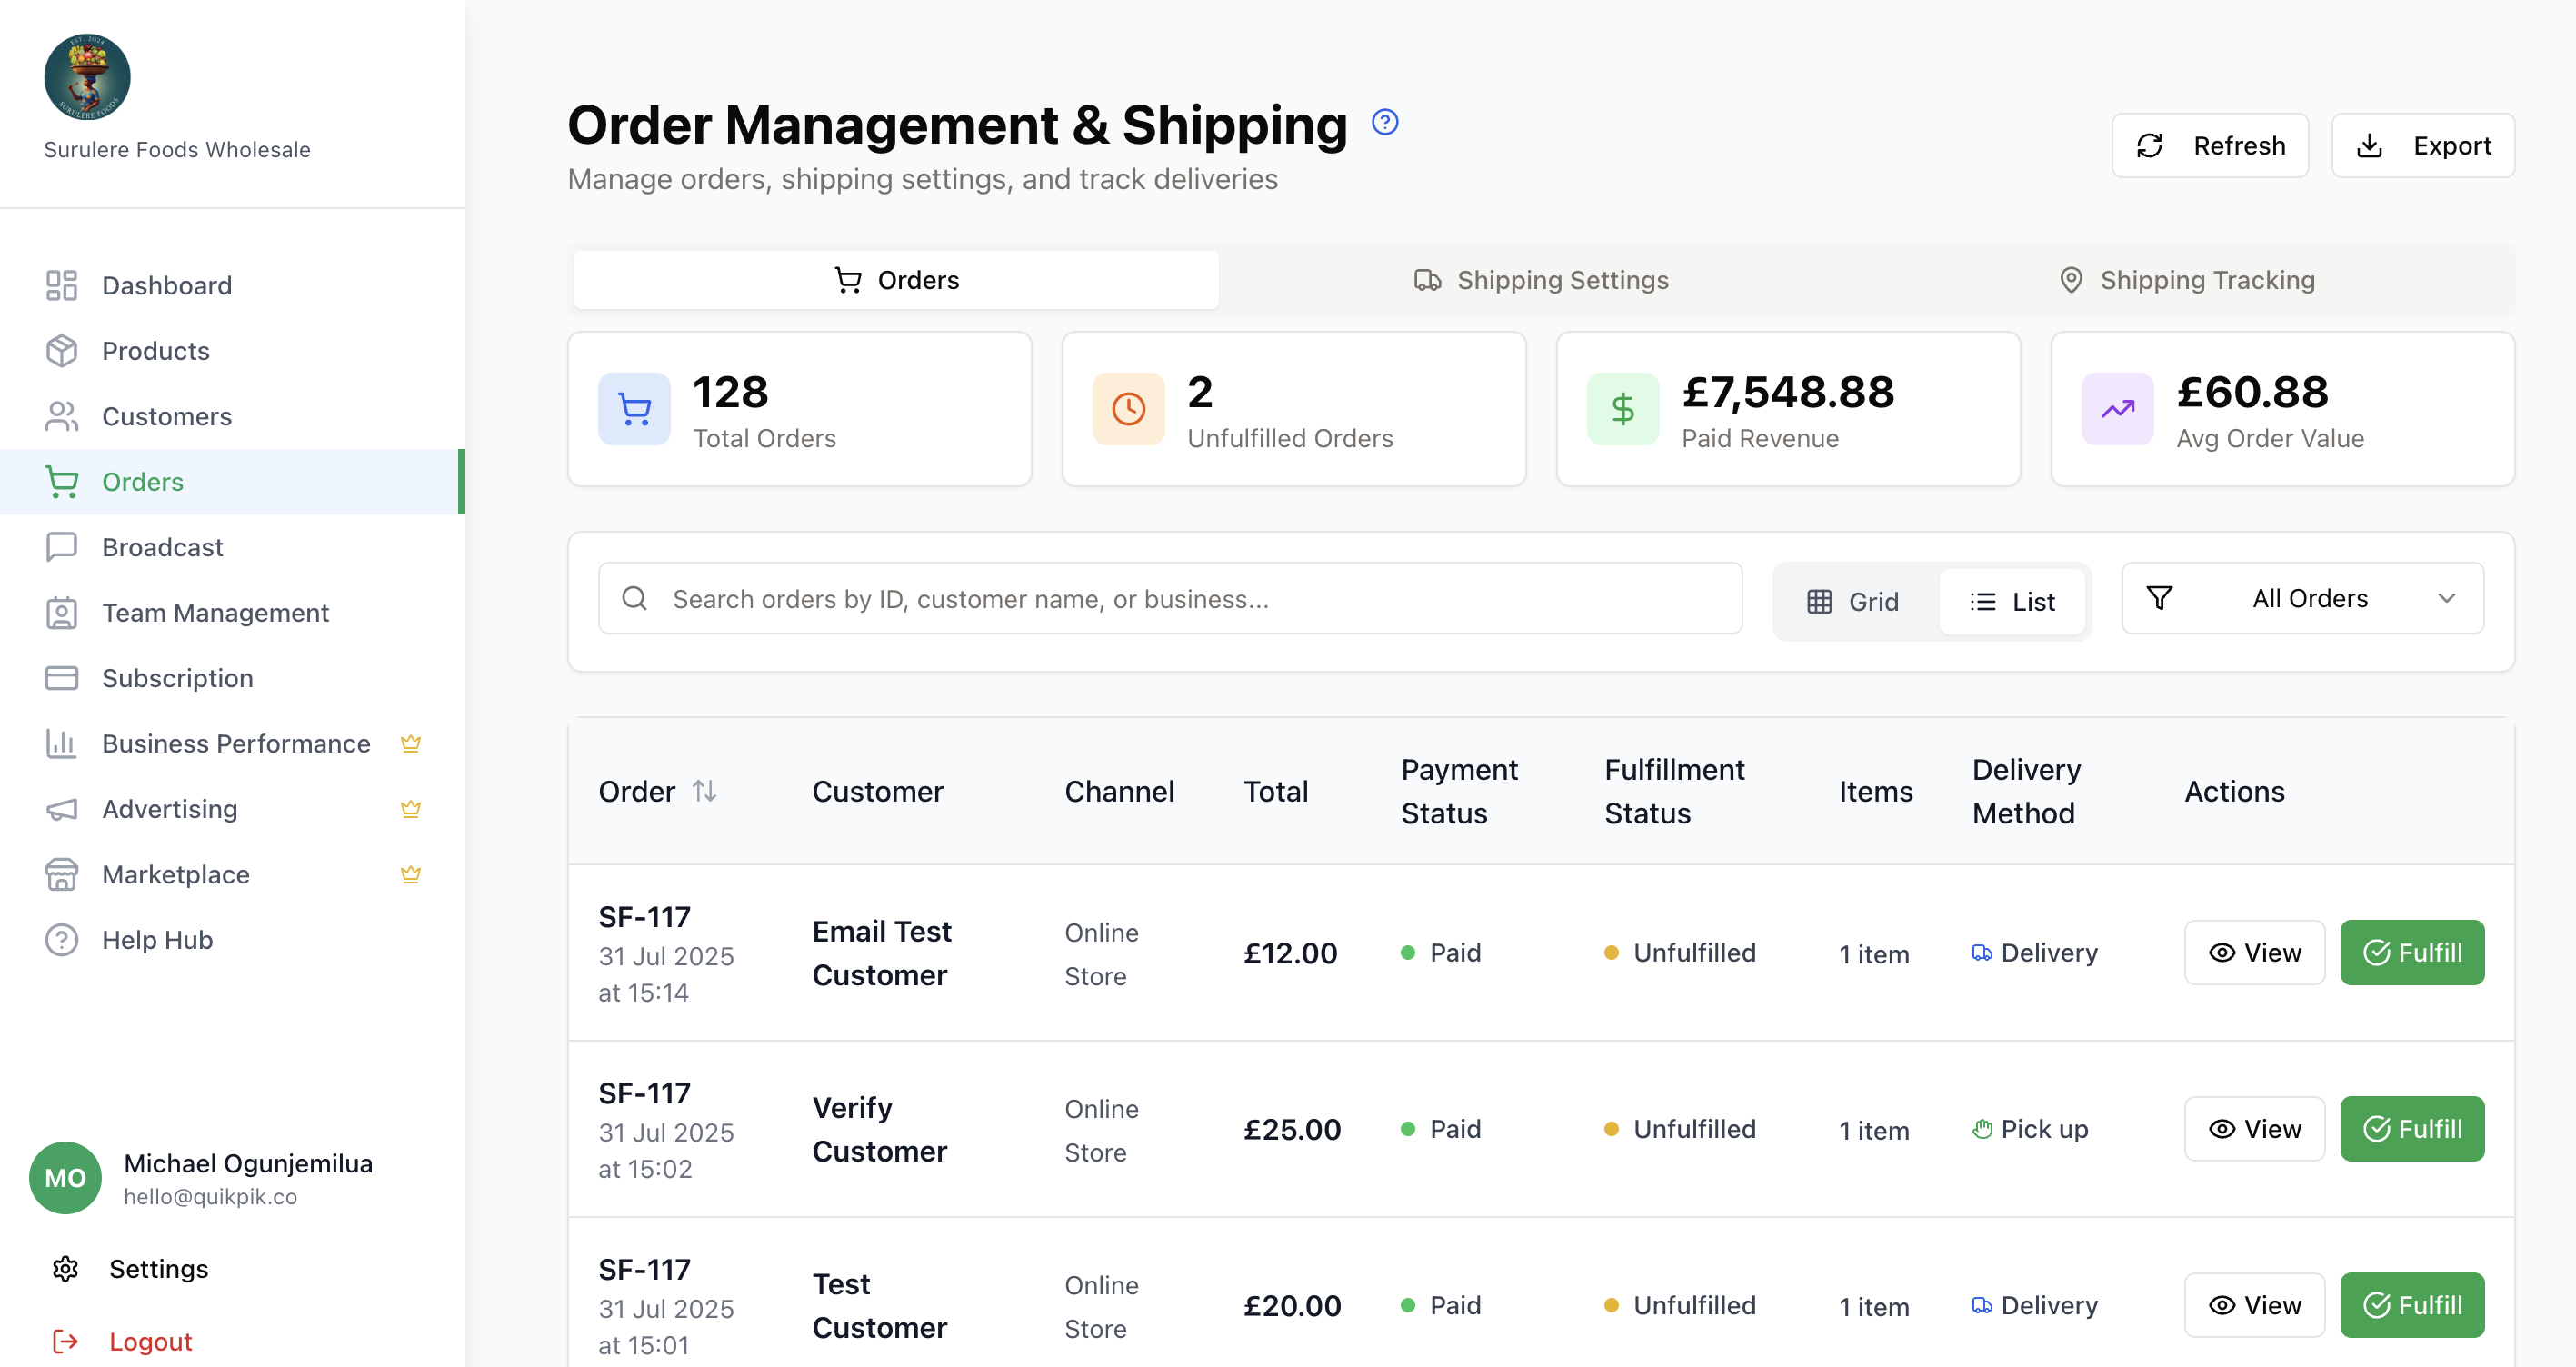 EST. 2024
SURULERE FOODS
Surulere Foods Wholesale
Dashboard
Products
Customers
Orders
Broadcast
Team Management
Subscription
Business Performance
Advertising
Marketplace
Help Hub
MO
Michael Ogunjemilua
hello@quikpik.co
Settings
Logout
Order Management & Shipping
Manage orders, shipping settings, and track deliveries
Refresh
Export
Orders
Shipping Settings
Shipping Tracking
128
Total Orders
2
Unfulfilled Orders
£7,548.88
Paid Revenue
£60.88
Avg Order Value
Search orders by ID, customer name, or business...
Grid
List
All Orders
Order
Customer
Channel
Total
Payment
Status
Fulfillment
Status
Items
Delivery
Method
Actions
SF-117
31 Jul 2025
at 15:14
Email Test
Customer
Online
Store
£12.00
Paid
Unfulfilled
1 item
Delivery
View
Fulfill
SF-117
31 Jul 2025
at 15:02
Verify
Customer
Online
Store
£25.00
Paid
Unfulfilled
1 item
Pick up
View
Fulfill
SF-117
31 Jul 2025
at 15:01
Test
Customer
Online
Store
£20.00
Paid
Unfulfilled
1 item
Delivery
View
Fulfill